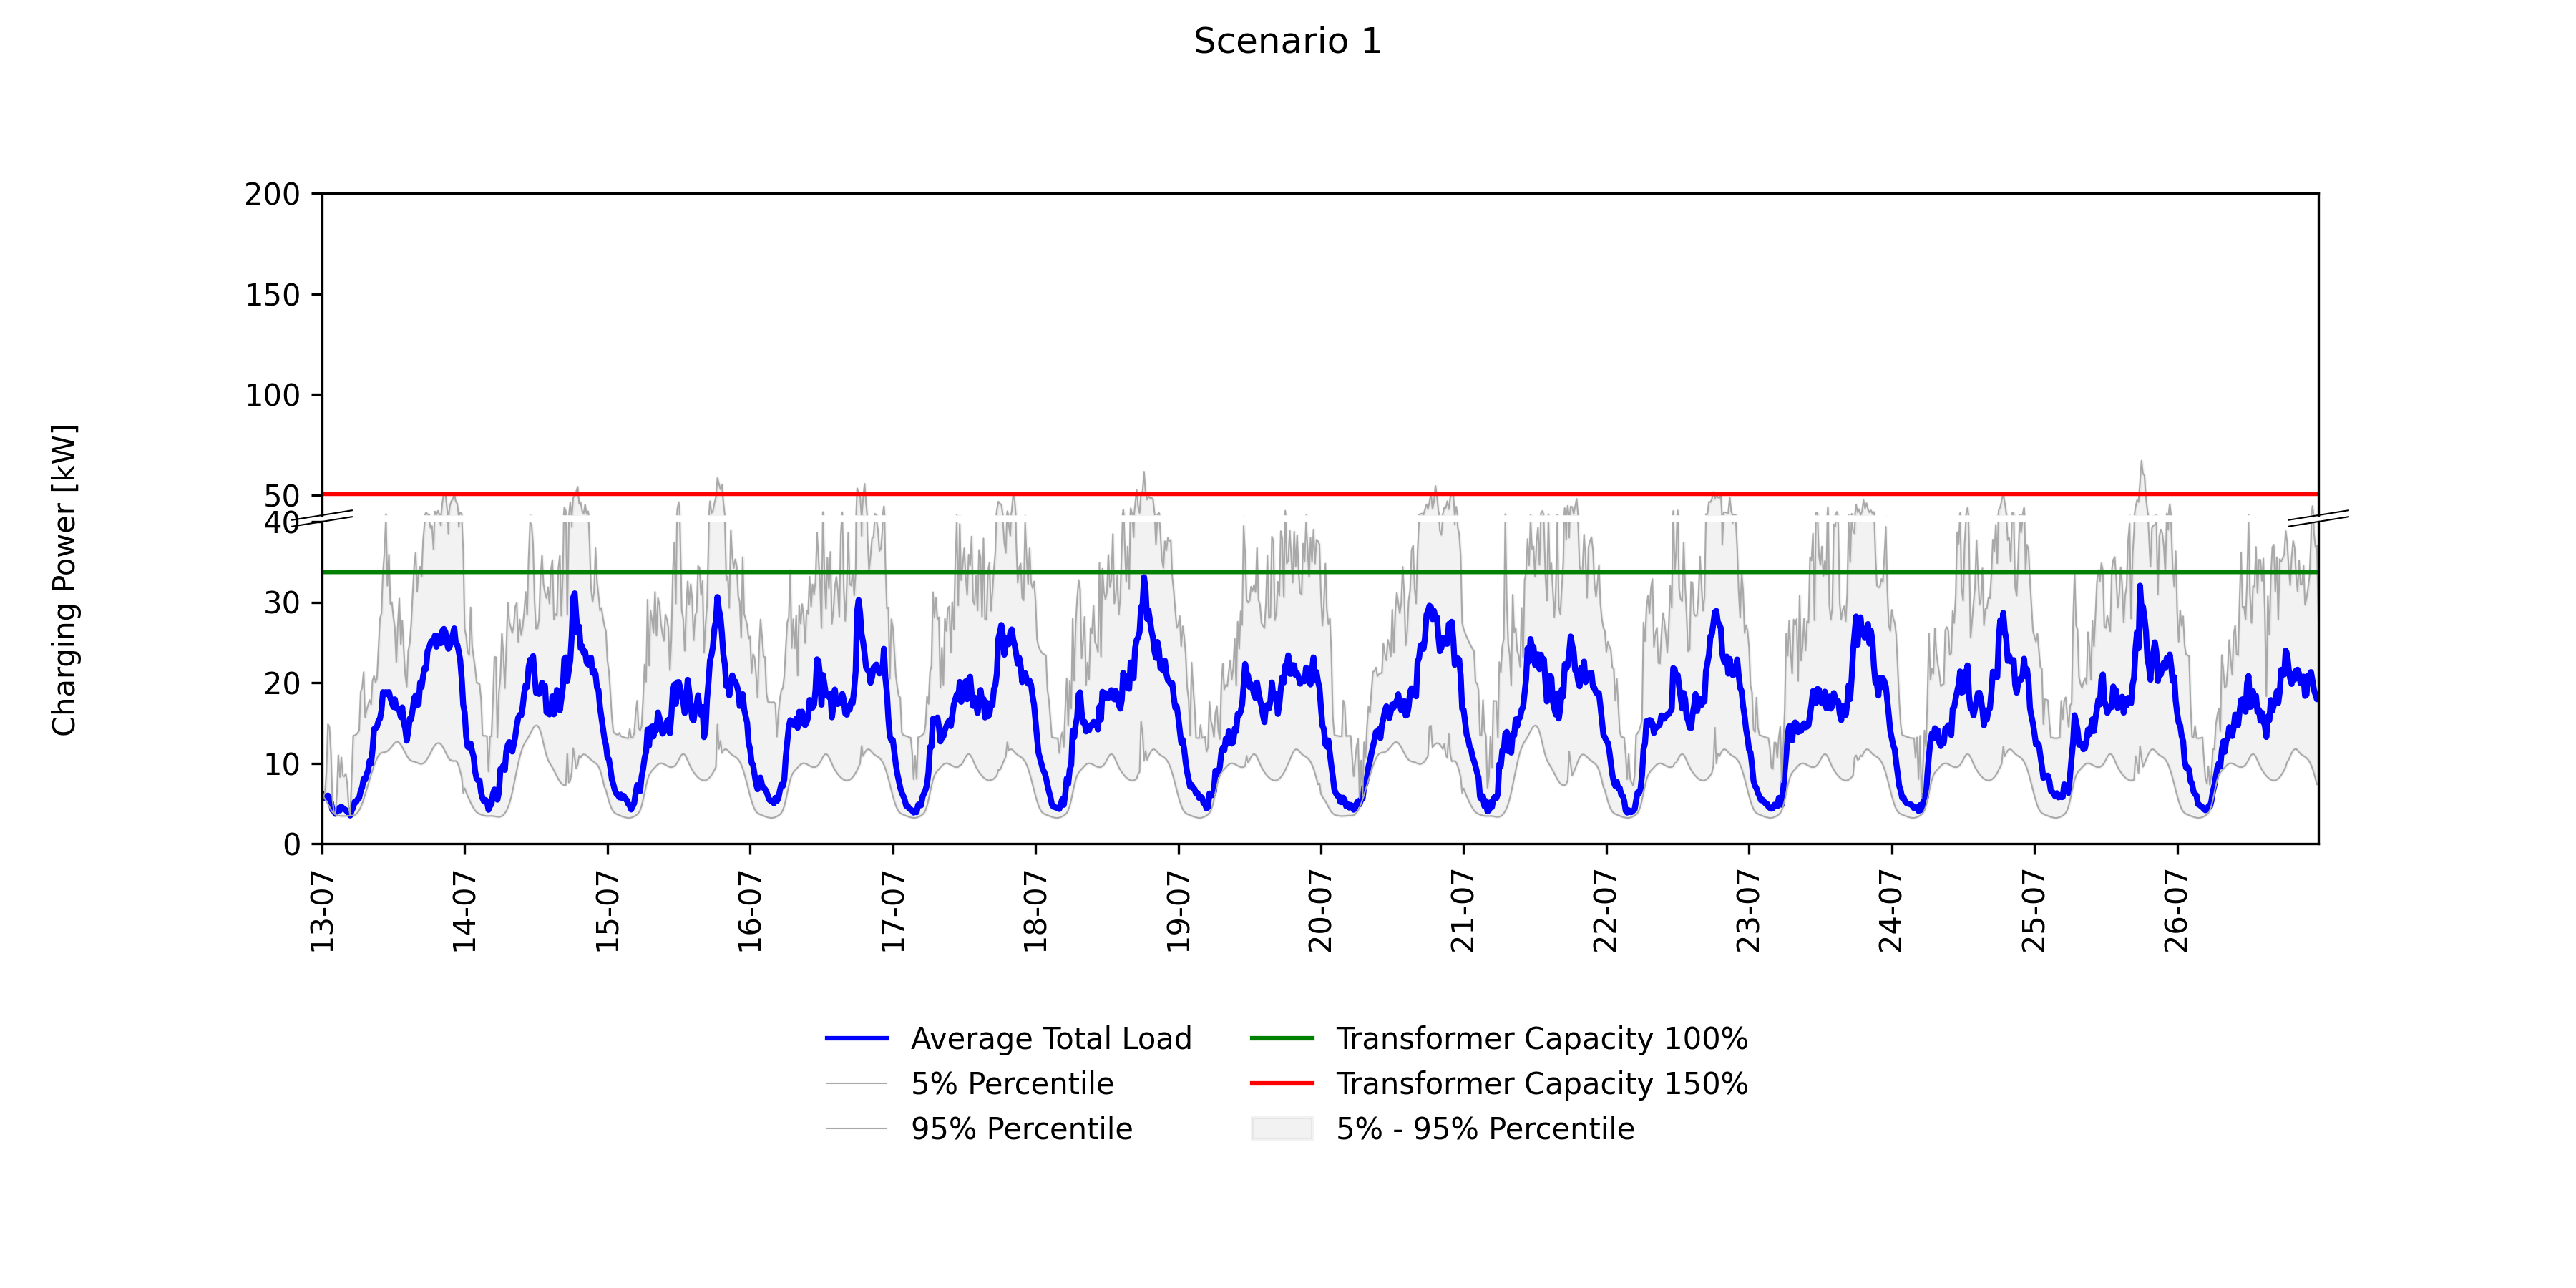 Scenario 1
Charging Power [kW]
200
150
100
50
40
30
20
10
0
13-07
14-07
15-07
16-07
17-07
18-07
19-07
20-07
21-07
22-07
23-07
24-07
25-07
26-07
Average Total Load
5% Percentile
95% Percentile
Transformer Capacity 100%
Transformer Capacity 150%
5% - 95% Percentile